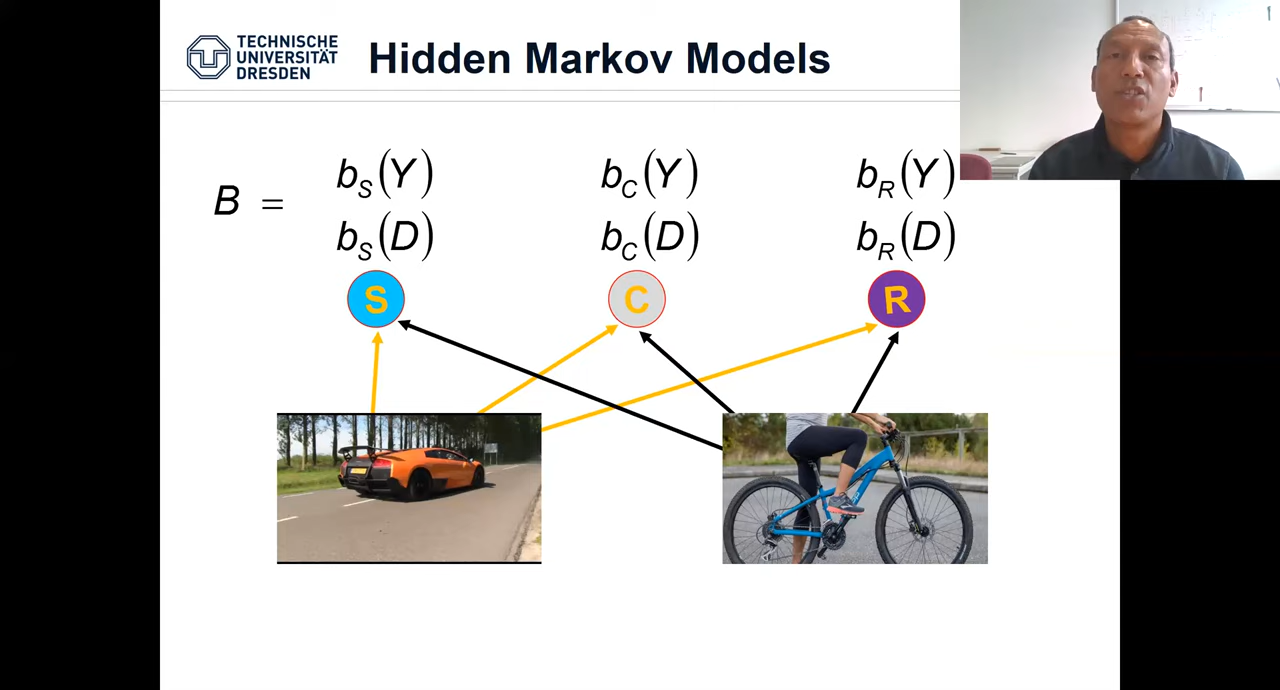 TECHNISCHE
UNIVERSITÄT
DRESDEN
Hidden Markov Models
B =
b_S(Y) b_C(Y) b_R(Y)
b_S(D) b_C(D) b_R(D)
S C R